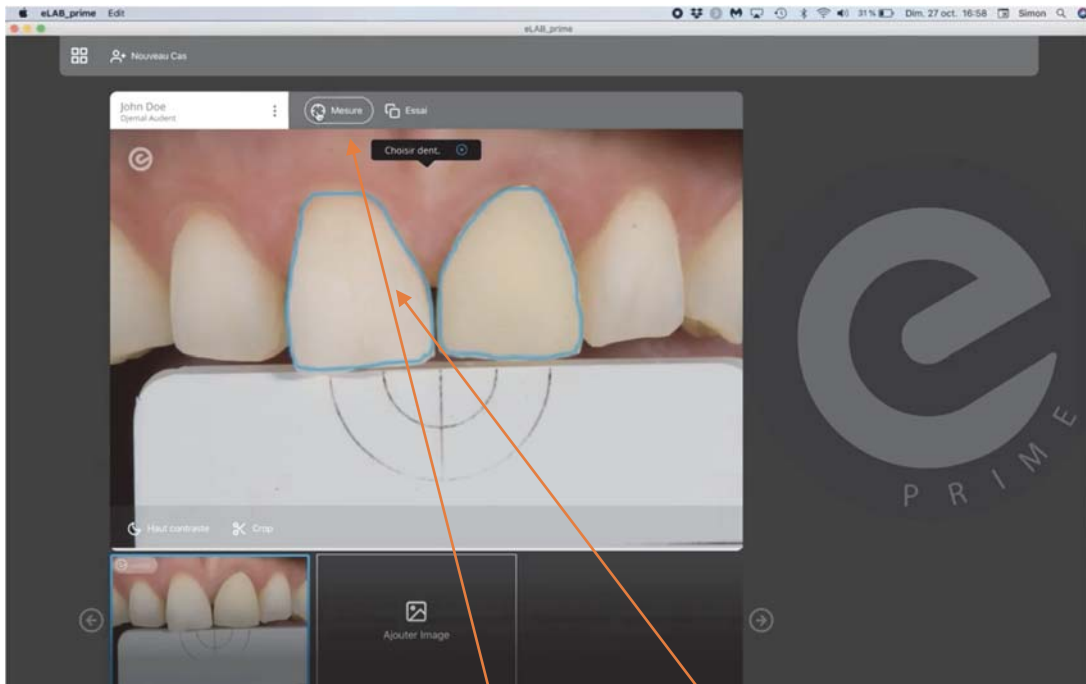 eLAB_prime Edit
31 % Dim. 27 oct. 16:58 Simon
eLAB_prime
Nouveau Cas
John Doe
Djemal Audent
Mesure
Essai
Choisir dent.
Haut contraste
Crop
Ajouter Image
PRIME